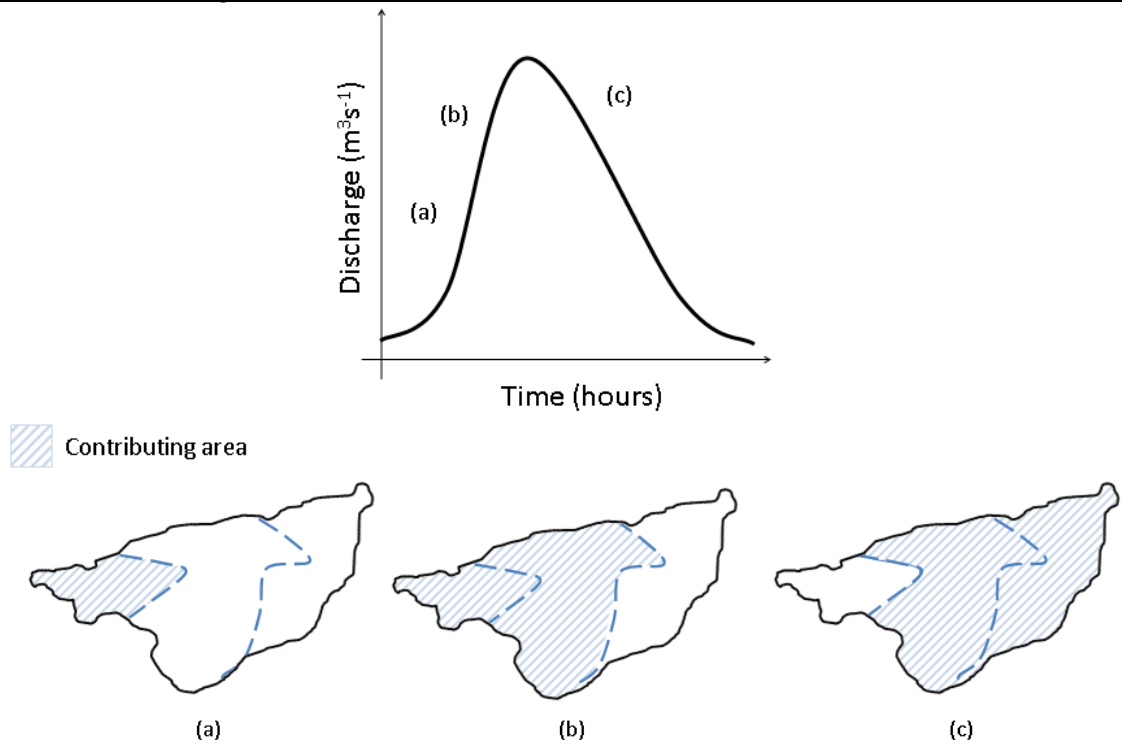 (c)
(b)
(a)
Discharge (m³s⁻¹)
Time (hours)
Contributing area
(a)
(b)
(c)